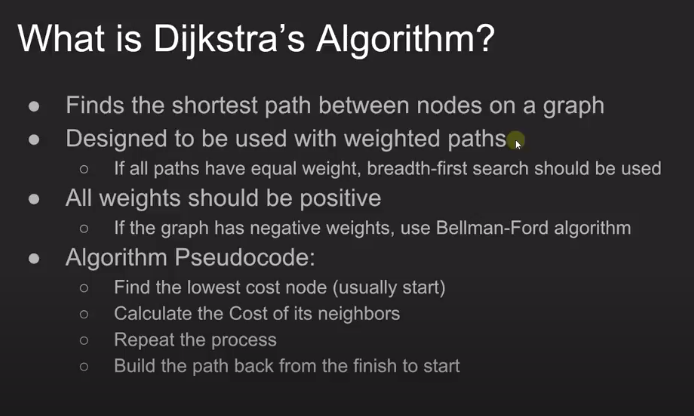 What is Dijkstra's Algorithm?
● Finds the shortest path between nodes on a graph
● Designed to be used with weighted paths
○ If all paths have equal weight, breadth-first search should be used
● All weights should be positive
○ If the graph has negative weights, use Bellman-Ford algorithm
● Algorithm Pseudocode:
○ Find the lowest cost node (usually start)
○ Calculate the Cost of its neighbors
○ Repeat the process
○ Build the path back from the finish to start